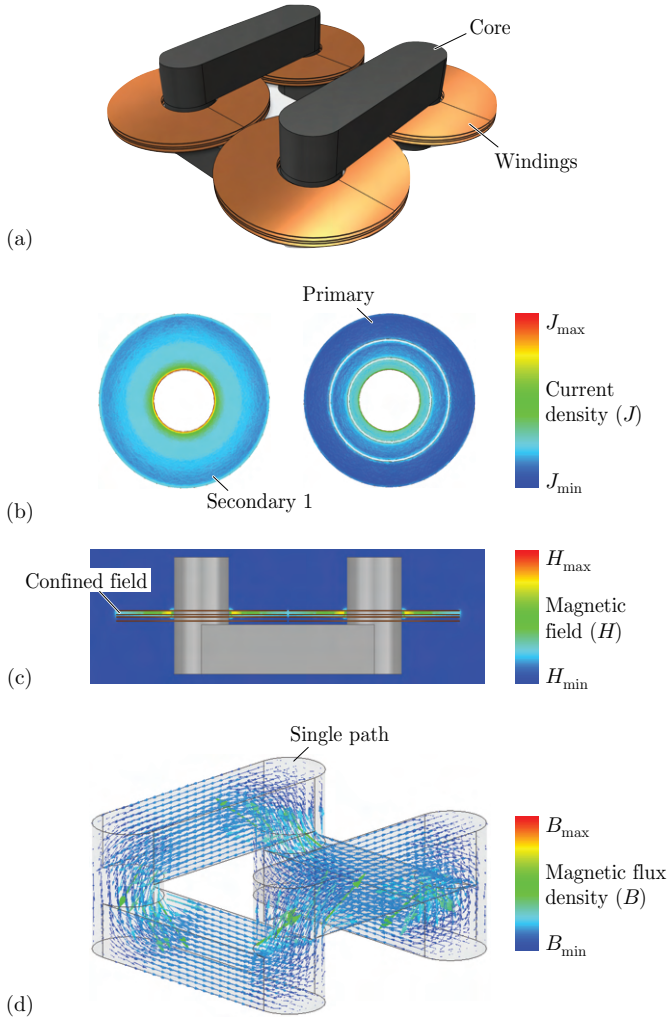 Core
Windings
(a)
Primary
J_max
Current
density (J)
J_min
Secondary 1
(b)
Confined field
H_max
Magnetic
field (H)
H_min
(c)
Single path
B_max
Magnetic flux
density (B)
B_min
(d)